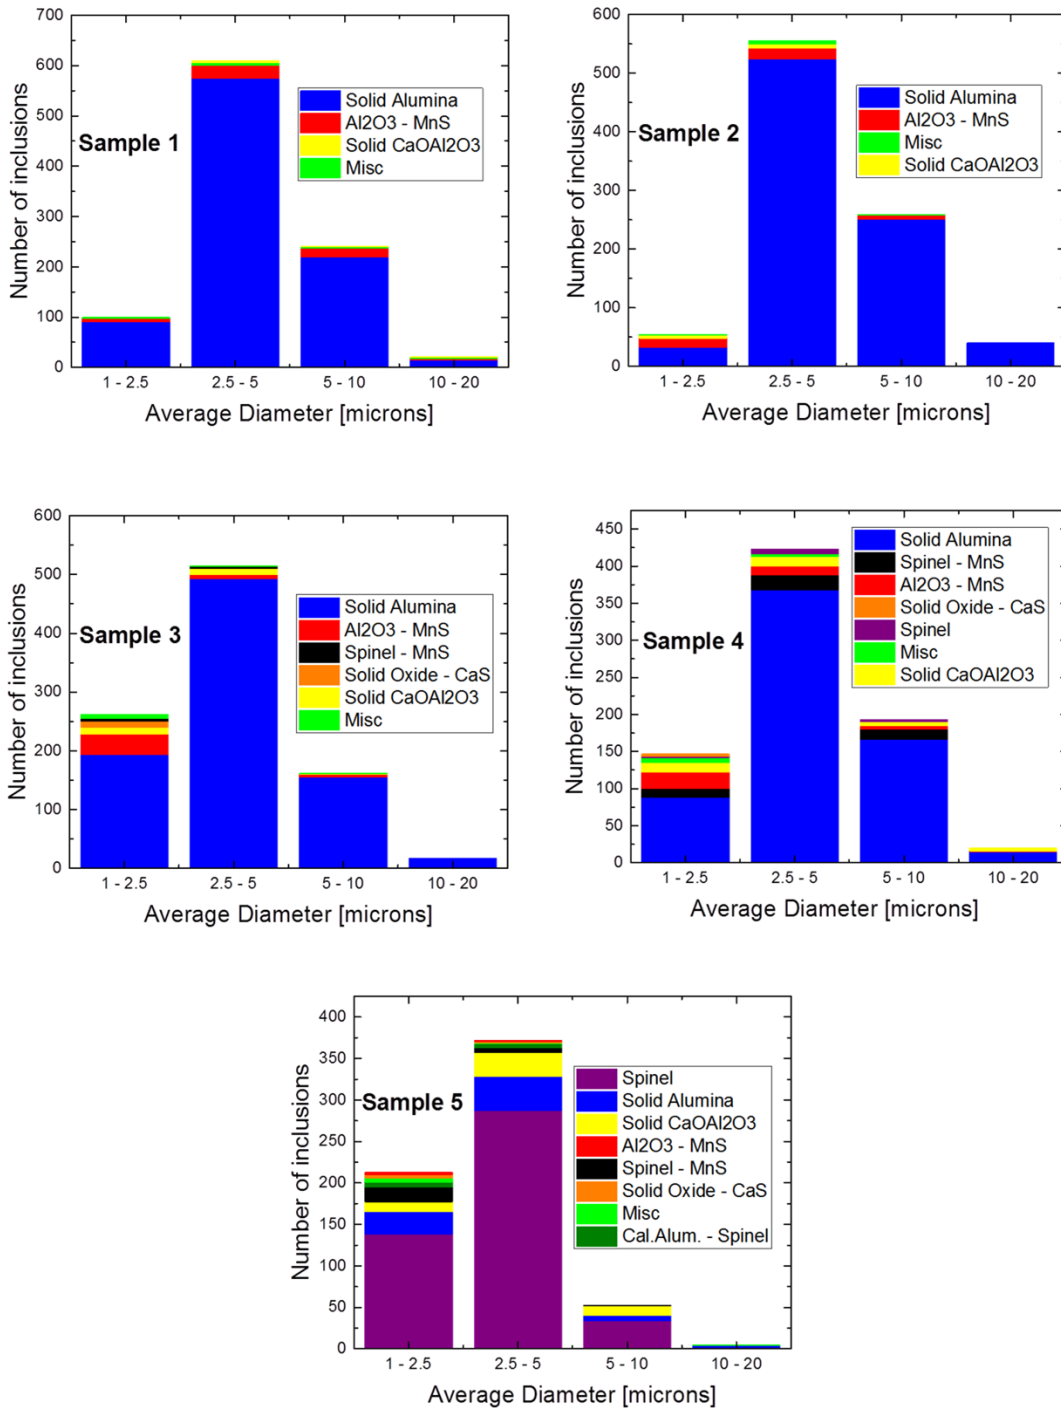 700
600
500
400
300
200
100
0
Number of inclusions
Sample 1
Solid Alumina
Al2O3 - MnS
Solid CaOAl2O3
Misc
1 - 2.5
2.5 - 5
5 - 10
10 - 20
Average Diameter [microns]
600
500
400
300
200
100
0
Number of inclusions
Sample 2
Solid Alumina
Al2O3 - MnS
Misc
Solid CaOAl2O3
1 - 2.5
2.5 - 5
5 - 10
10 - 20
Average Diameter [microns]
600
500
400
300
200
100
0
Number of inclusions
Sample 3
Solid Alumina
Al2O3 - MnS
Spinel - MnS
Solid Oxide - CaS
Solid CaOAl2O3
Misc
1 - 2.5
2.5 - 5
5 - 10
10 - 20
Average Diameter [microns]
450
400
350
300
250
200
150
100
50
0
Number of inclusions
Sample 4
Solid Alumina
Spinel - MnS
Al2O3 - MnS
Solid Oxide - CaS
Spinel
Misc
Solid CaOAl2O3
1 - 2.5
2.5 - 5
5 - 10
10 - 20
Average Diameter [microns]
400
350
300
250
200
150
100
50
0
Number of inclusions
Sample 5
Spinel
Solid Alumina
Solid CaOAl2O3
Al2O3 - MnS
Spinel - MnS
Solid Oxide - CaS
Misc
Cal.Alum. - Spinel
1 - 2.5
2.5 - 5
5 - 10
10 - 20
Average Diameter [microns]